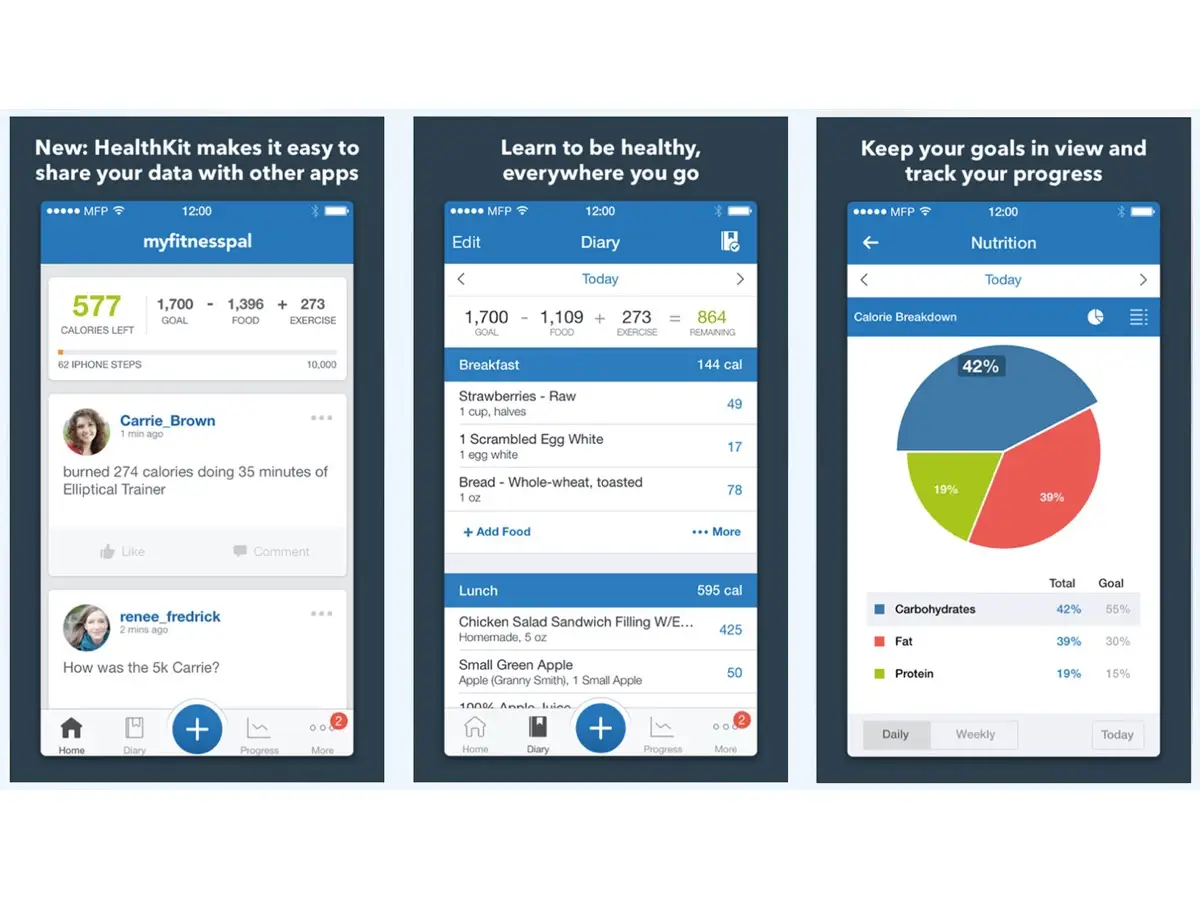 New: HealthKit makes it easy to
share your data with other apps
MFP 12:00
myfitnesspal
577
CALORIES LEFT
1,700 - 1,396 + 273
GOAL FOOD EXERCISE
62 IPHONE STEPS 10,000
Carrie_Brown
1 min ago
burned 274 calories doing 35 minutes of
Elliptical Trainer
Like Comment
renee_fredrick
2 mins ago
How was the 5k Carrie?
2
Home Diary + Progress More
Learn to be healthy,
everywhere you go
MFP 12:00
Edit Diary
Today
1,700 - 1,109 + 273 = 864
GOAL FOOD EXERCISE REMAINING
Breakfast 144 cal
Strawberries - Raw
1 cup, halves
49
1 Scrambled Egg White
1 egg white
17
Bread - Whole-wheat, toasted
1 oz
78
+ Add Food ••• More
Lunch 595 cal
Chicken Salad Sandwich Filling W/E...
Homemade, 5 oz
425
Small Green Apple
Apple (Granny Smith), 1 Small Apple
50
100% Apple Juice
2
Home Diary + Progress More
Keep your goals in view and
track your progress
MFP 12:00
Nutrition
Today
Calorie Breakdown
42%
19%
39%
Total Goal
Carbohydrates 42% 55%
Fat 39% 30%
Protein 19% 15%
Daily Weekly Today